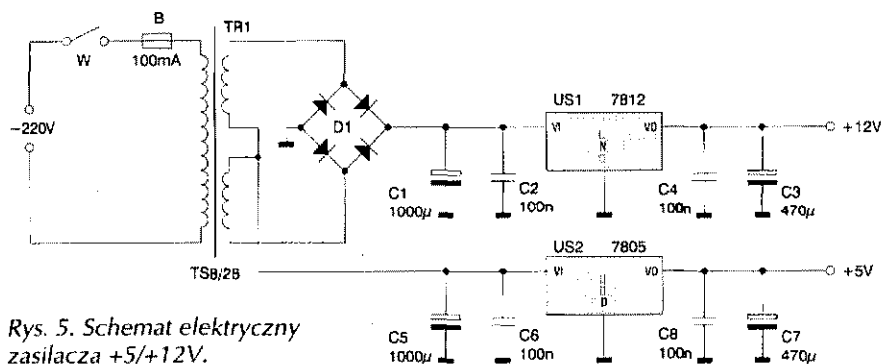 B
TR1
W
100mA
~220V
D1
US1 7812
VI VO
+12V
C1
1000μ
C2
100n
C4
100n
C3
470μ
TS8/28
US2 7805
VI VO
+5V
C5
1000μ
C6
100n
C8
100n
C7
470μ
Rys. 5. Schemat elektryczny
zasilacza +5/+12V.